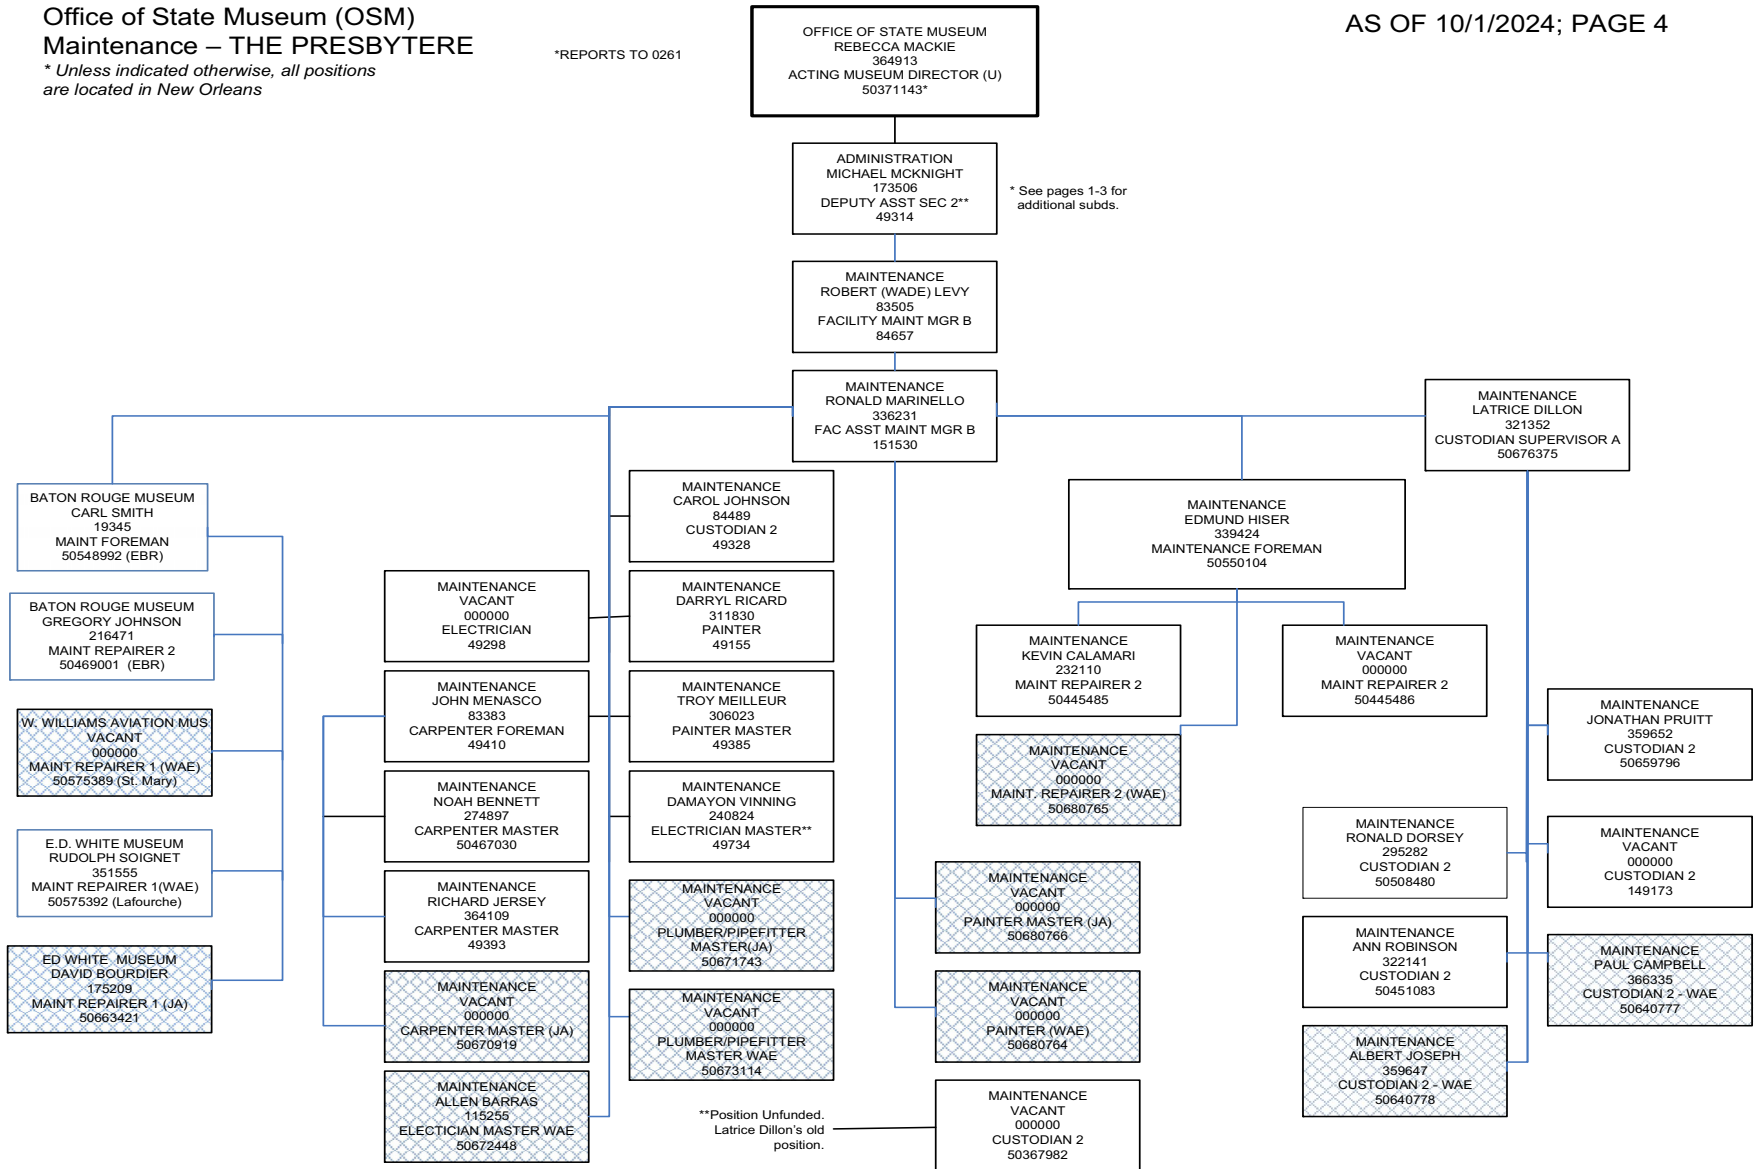 Office of State Museum (OSM)
Maintenance – THE PRESBYTERE
* Unless indicated otherwise, all positions
are located in New Orleans
*REPORTS TO 0261
OFFICE OF STATE MUSEUM
REBECCA MACKIE
364913
ACTING MUSEUM DIRECTOR (U)
50371143*
AS OF 10/1/2024; PAGE 4
ADMINISTRATION
MICHAEL MCKNIGHT
173506
DEPUTY ASST SEC 2**
49314
* See pages 1-3 for
additional subds.
MAINTENANCE
ROBERT (WADE) LEVY
83505
FACILITY MAINT MGR B
84657
MAINTENANCE
RONALD MARINELLO
336231
FAC ASST MAINT MGR B
151530
MAINTENANCE
LATRICE DILLON
321352
CUSTODIAN SUPERVISOR A
50676375
BATON ROUGE MUSEUM
CARL SMITH
19345
MAINT FOREMAN
50548992 (EBR)
BATON ROUGE MUSEUM
GREGORY JOHNSON
216471
MAINT REPAIRER 2
50469001 (EBR)
W. WILLIAMS AVIATION MUS
VACANT
000000
MAINT REPAIRER 1 (WAE)
50575389 (St. Mary)
E.D. WHITE MUSEUM
RUDOLPH SOIGNET
351555
MAINT REPAIRER 1(WAE)
50575392 (Lafourche)
ED WHITE MUSEUM
DAVID BOURDIER
175209
MAINT REPAIRER 1 (JA)
50663421
MAINTENANCE
VACANT
000000
ELECTRICIAN
49298
MAINTENANCE
JOHN MENASCO
83383
CARPENTER FOREMAN
49410
MAINTENANCE
NOAH BENNETT
274897
CARPENTER MASTER
50467030
MAINTENANCE
RICHARD JERSEY
364109
CARPENTER MASTER
49393
MAINTENANCE
VACANT
000000
CARPENTER MASTER (JA)
50670919
MAINTENANCE
ALLEN BARRAS
115255
ELECTICIAN MASTER WAE
50672448
MAINTENANCE
CAROL JOHNSON
84489
CUSTODIAN 2
49328
MAINTENANCE
DARRYL RICARD
311830
PAINTER
49155
MAINTENANCE
TROY MEILLEUR
306023
PAINTER MASTER
49385
MAINTENANCE
DAMAYON VINNING
240824
ELECTRICIAN MASTER**
49734
MAINTENANCE
VACANT
000000
PLUMBER/PIPEFITTER
MASTER(JA)
50671743
MAINTENANCE
VACANT
000000
PLUMBER/PIPEFITTER
MASTER WAE
50673114
MAINTENANCE
EDMUND HISER
339424
MAINTENANCE FOREMAN
50550104
MAINTENANCE
KEVIN CALAMARI
232110
MAINT REPAIRER 2
50445485
MAINTENANCE
VACANT
000000
MAINT REPAIRER 2
50445486
MAINTENANCE
VACANT
000000
MAINT. REPAIRER 2 (WAE)
50680765
MAINTENANCE
VACANT
000000
PAINTER MASTER (JA)
50680766
MAINTENANCE
VACANT
000000
PAINTER (WAE)
50680764
**Position Unfunded.
Latrice Dillon's old
position.
MAINTENANCE
VACANT
000000
CUSTODIAN 2
50367982
MAINTENANCE
JONATHAN PRUITT
359652
CUSTODIAN 2
50659796
MAINTENANCE
RONALD DORSEY
295282
CUSTODIAN 2
50508480
MAINTENANCE
VACANT
000000
CUSTODIAN 2
149173
MAINTENANCE
ANN ROBINSON
322141
CUSTODIAN 2
50451083
MAINTENANCE
PAUL CAMPBELL
366335
CUSTODIAN 2 - WAE
50640777
MAINTENANCE
ALBERT JOSEPH
359647
CUSTODIAN 2 - WAE
50640778